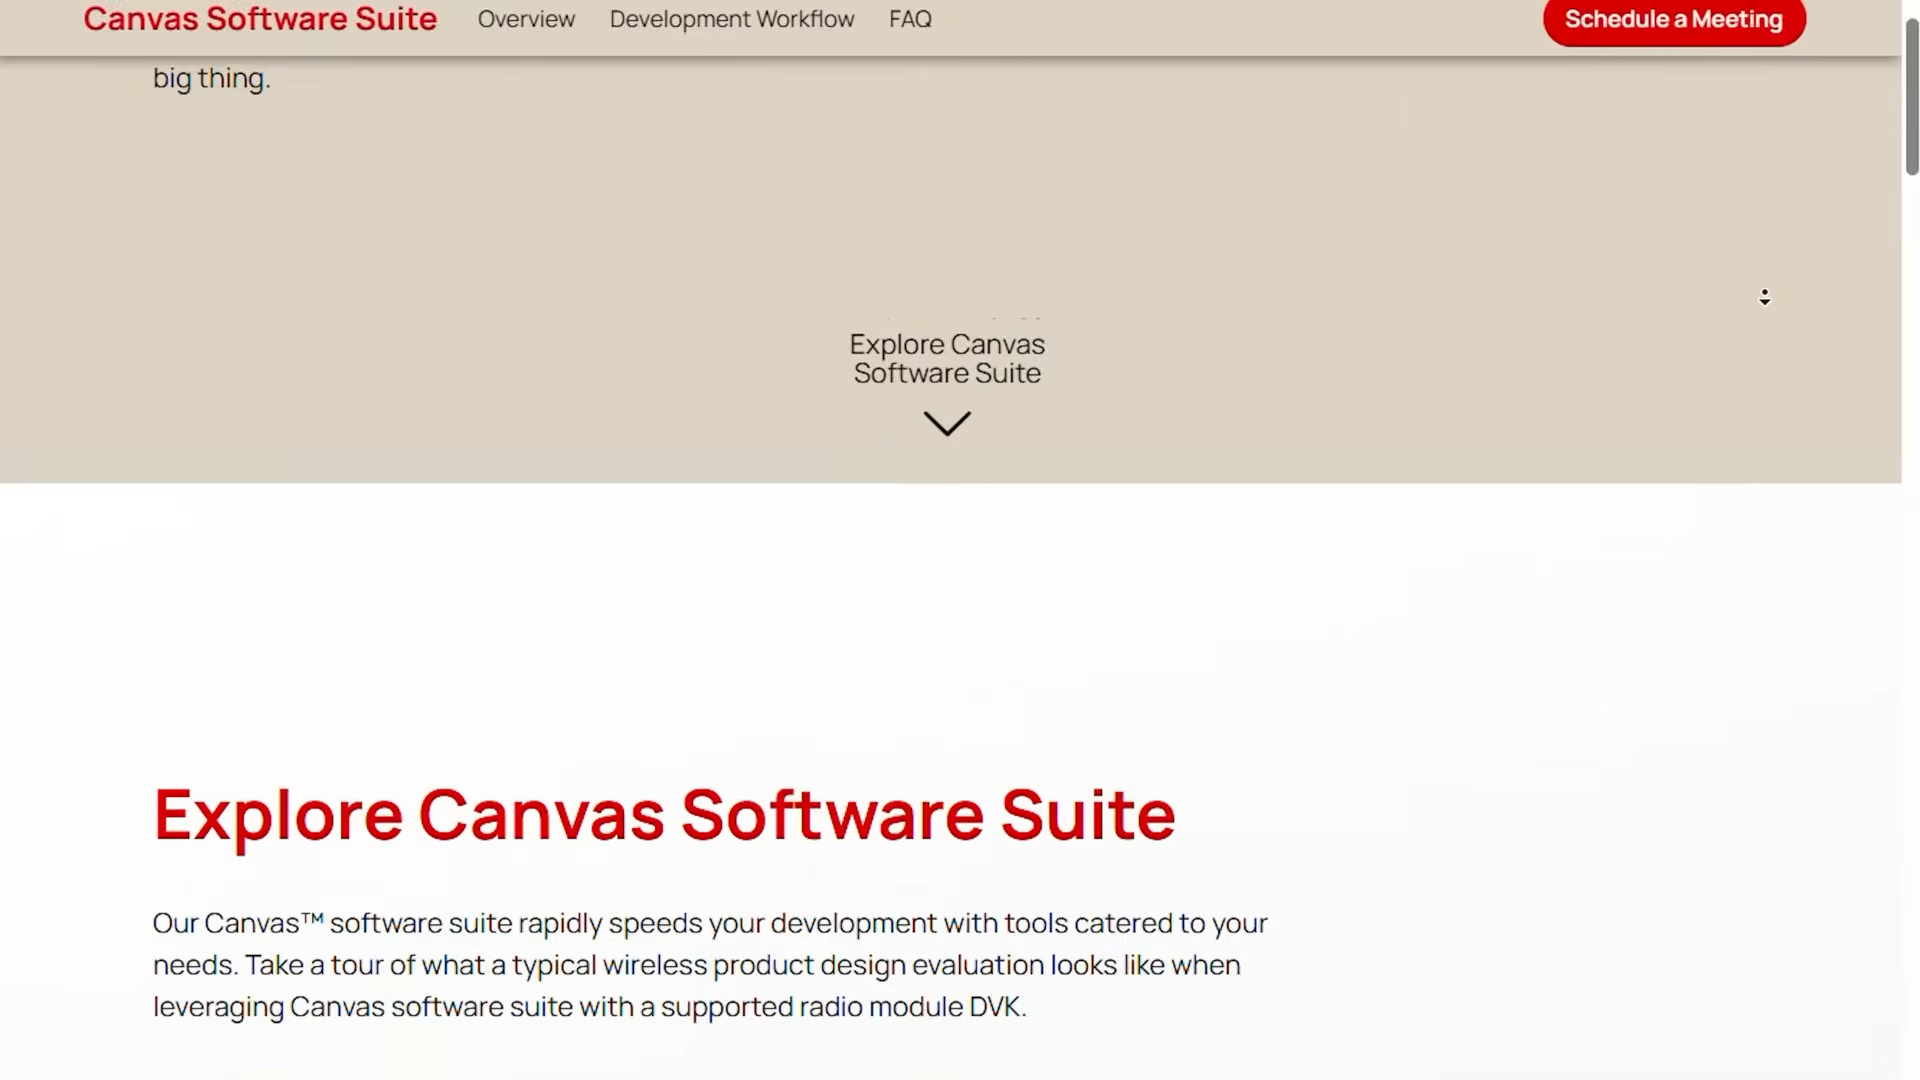 Canvas Software Suite Overview Development Workflow FAQ Schedule a Meeting
big thing.
Explore Canvas
Software Suite
Explore Canvas Software Suite
Our Canvas™ software suite rapidly speeds your development with tools catered to your
needs. Take a tour of what a typical wireless product design evaluation looks like when
leveraging Canvas software suite with a supported radio module DVK.